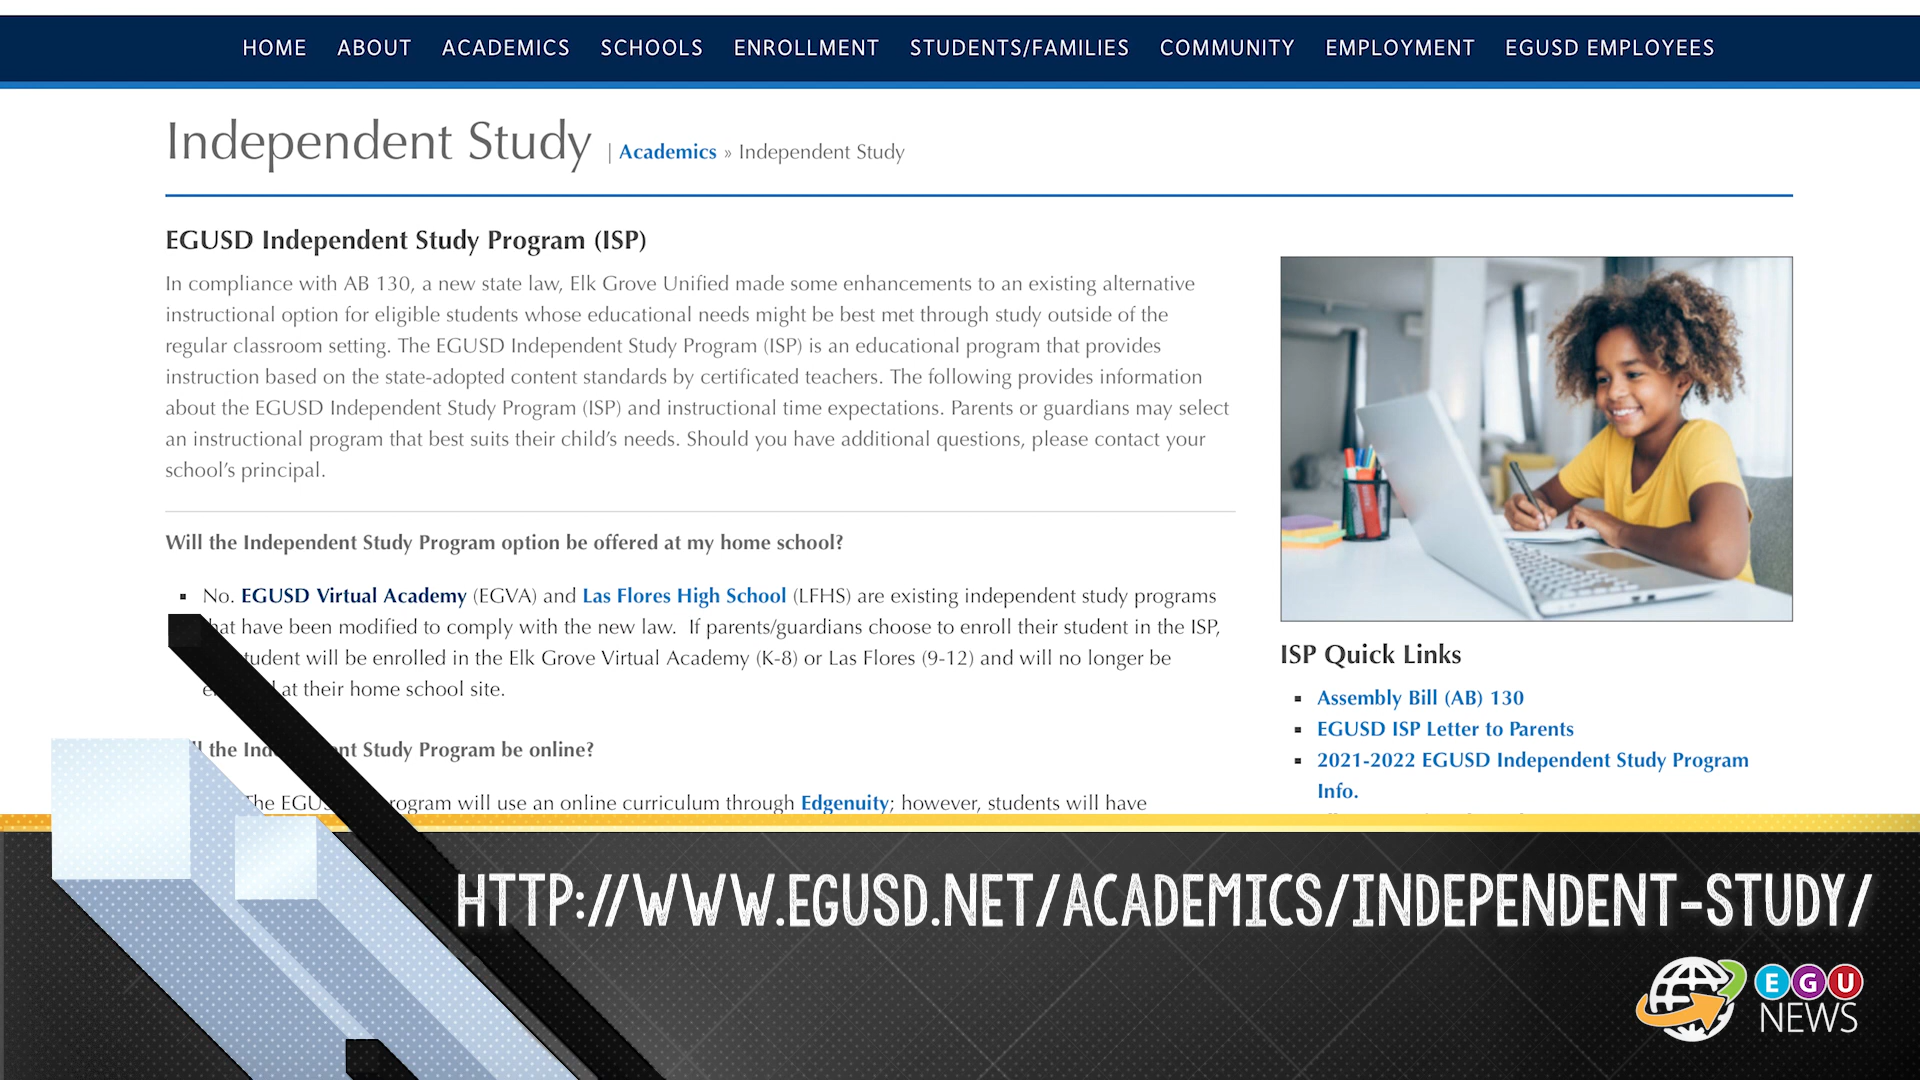 HOME ABOUT ACADEMICS SCHOOLS ENROLLMENT STUDENTS/FAMILIES COMMUNITY EMPLOYMENT EGUSD EMPLOYEES
Independent Study | Academics » Independent Study
EGUSD Independent Study Program (ISP)
In compliance with AB 130, a new state law, Elk Grove Unified made some enhancements to an existing alternative
instructional option for eligible students whose educational needs might be best met through study outside of the
regular classroom setting. The EGUSD Independent Study Program (ISP) is an educational program that provides
instruction based on the state-adopted content standards by certificated teachers. The following provides information
about the EGUSD Independent Study Program (ISP) and instructional time expectations. Parents or guardians may select
an instructional program that best suits their child's needs. Should you have additional questions, please contact your
school's principal.
Will the Independent Study Program option be offered at my home school?
▪ No. EGUSD Virtual Academy (EGVA) and Las Flores High School (LFHS) are existing independent study programs
have been modified to comply with the new law. If parents/guardians choose to enroll their student in the ISP,
student will be enrolled in the Elk Grove Virtual Academy (K-8) or Las Flores (9-12) and will no longer be
at their home school site.
the Study Program be online?
The program will use an online curriculum through Edgenuity; however, students will have
ISP Quick Links
▪ Assembly Bill (AB) 130
▪ EGUSD ISP Letter to Parents
▪ 2021-2022 EGUSD Independent Study Program
Info.
HTTP://WWW.EGUSD.NET/ACADEMICS/INDEPENDENT-STUDY/
EGU
NEWS